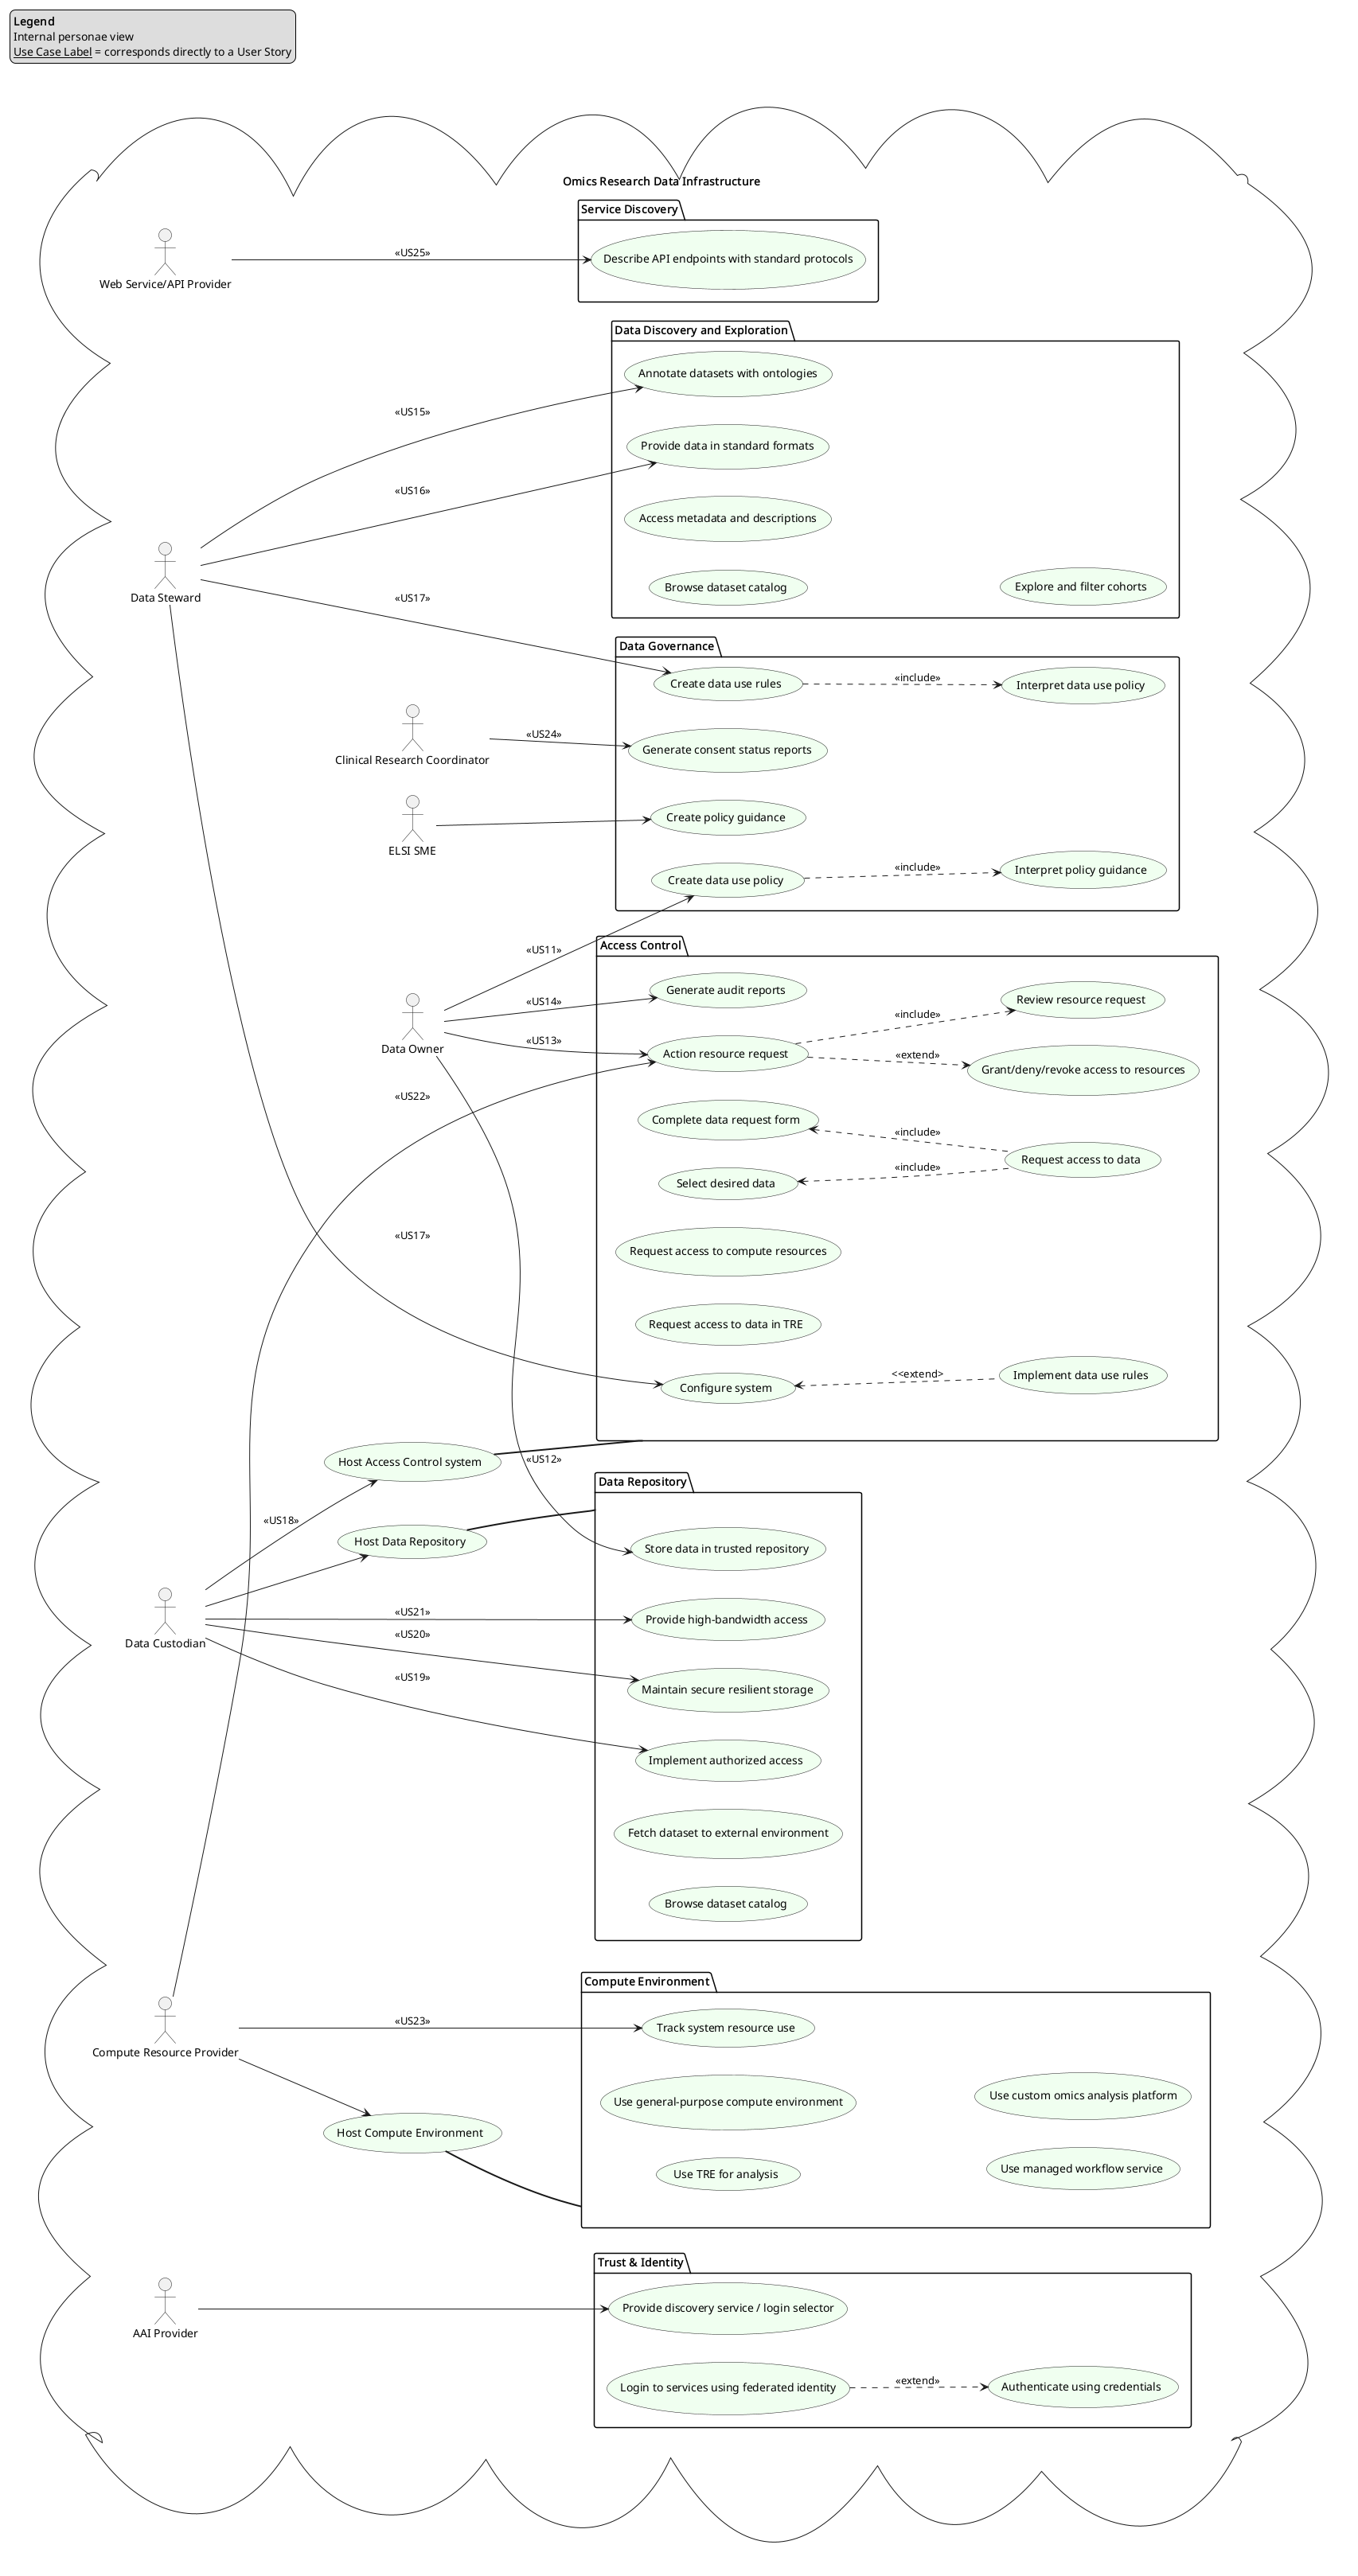 Legend
Internal personae view
Use Case Label = corresponds directly to a User Story
Omics Research Data Infrastructure
Service Discovery
Web Service/API Provider
«US25»
Describe API endpoints with standard protocols
Data Discovery and Exploration
Annotate datasets with ontologies
«US15»
Provide data in standard formats
«US16»
Access metadata and descriptions
Data Steward
Browse dataset catalog
Explore and filter cohorts
«US17»
Data Governance
Create data use rules
«include»
Interpret data use policy
Clinical Research Coordinator
«US24»
Generate consent status reports
ELSI SME
Create policy guidance
Create data use policy
«include»
Interpret policy guidance
«US11»
Access Control
Data Owner
«US14»
Generate audit reports
«include»
Review resource request
«US13»
Action resource request
«extend»
Grant/deny/revoke access to resources
«US22»
Complete data request form
«include»
Request access to data
Select desired data
«include»
«US17»
Request access to compute resources
Request access to data in TRE
Configure system
<<extend>
Implement data use rules
Host Access Control system
«US12»
Data Repository
«US18»
Host Data Repository
Store data in trusted repository
Data Custodian
«US21»
Provide high-bandwidth access
«US20»
Maintain secure resilient storage
«US19»
Implement authorized access
Fetch dataset to external environment
Browse dataset catalog
Compute Environment
Compute Resource Provider
«US23»
Track system resource use
Use general-purpose compute environment
Use custom omics analysis platform
Host Compute Environment
Use TRE for analysis
Use managed workflow service
Trust & Identity
AAI Provider
Provide discovery service / login selector
Login to services using federated identity
«extend»
Authenticate using credentials